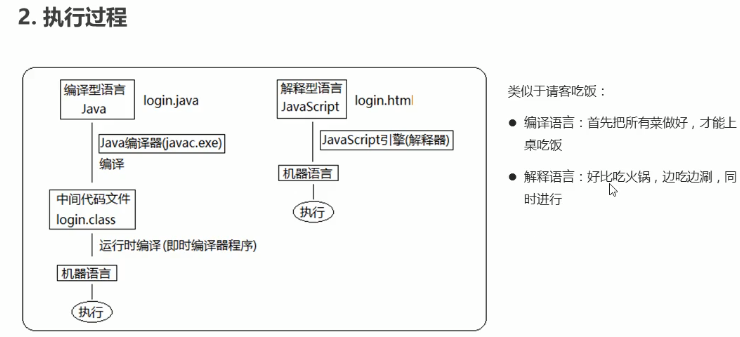 2. 执行过程
编译型语言
Java
login.java
Java编译器(javac.exe)
编译
中间代码文件
login.class
运行时编译(即时编译器程序)
机器语言
执行
解释型语言
JavaScript
login.html
JavaScript引擎(解释器)
机器语言
执行
类似于请客吃饭：
● 编译语言：首先把所有菜做好，才能上
桌吃饭
● 解释语言：好比吃火锅，边吃边涮，同
时进行